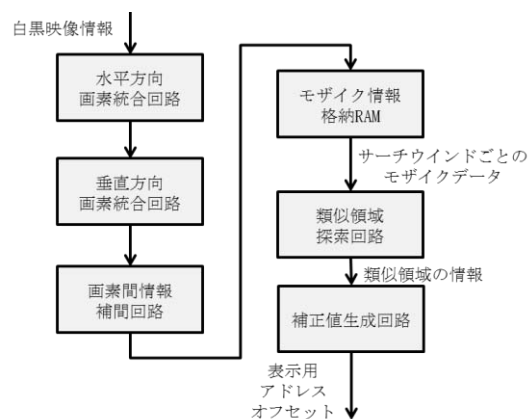 白黒映像情報
水平方向
画素統合回路
垂直方向
画素統合回路
画素間情報
補間回路
モザイク情報
格納RAM
サーチウインドごとの
モザイクデータ
類似領域
探索回路
類似領域の情報
補正値生成回路
表示用
アドレス
オフセット